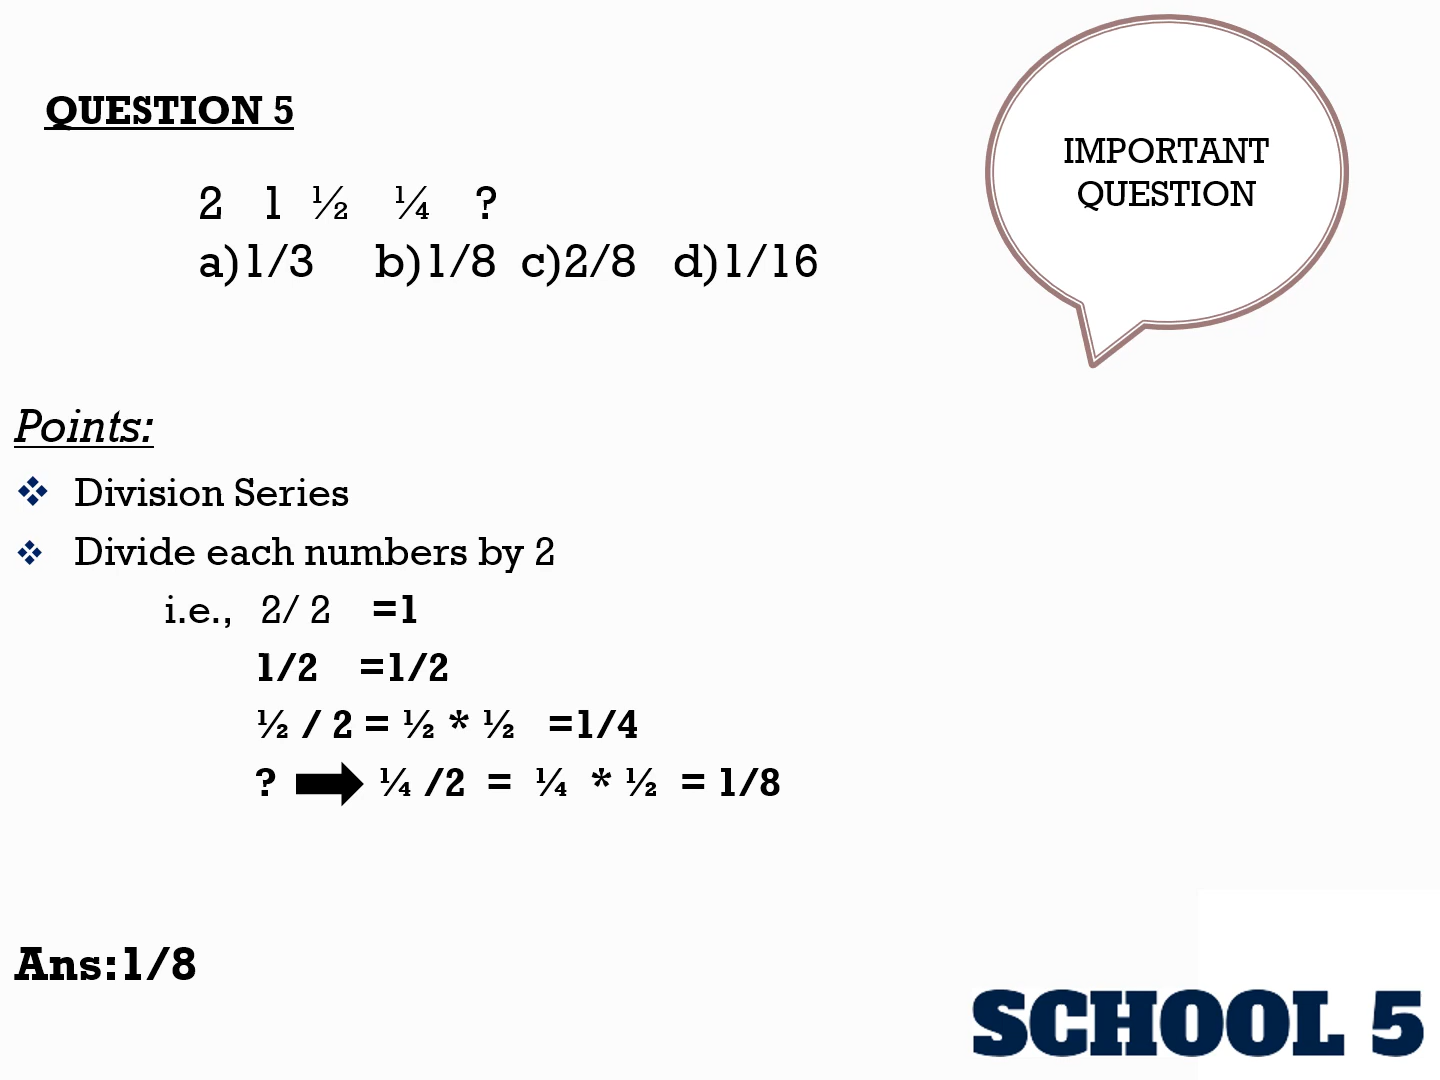 QUESTION 5
2 1 ½ ¼ ?
a)1/3 b)1/8 c)2/8 d)1/16
IMPORTANT
QUESTION
Points:
Division Series
Divide each numbers by 2
i.e., 2/ 2 =1
1/2 =1/2
½ / 2 = ½ * ½ =1/4
? ¼ /2 = ¼ * ½ = 1/8
Ans:1/8
SCHOOL 5